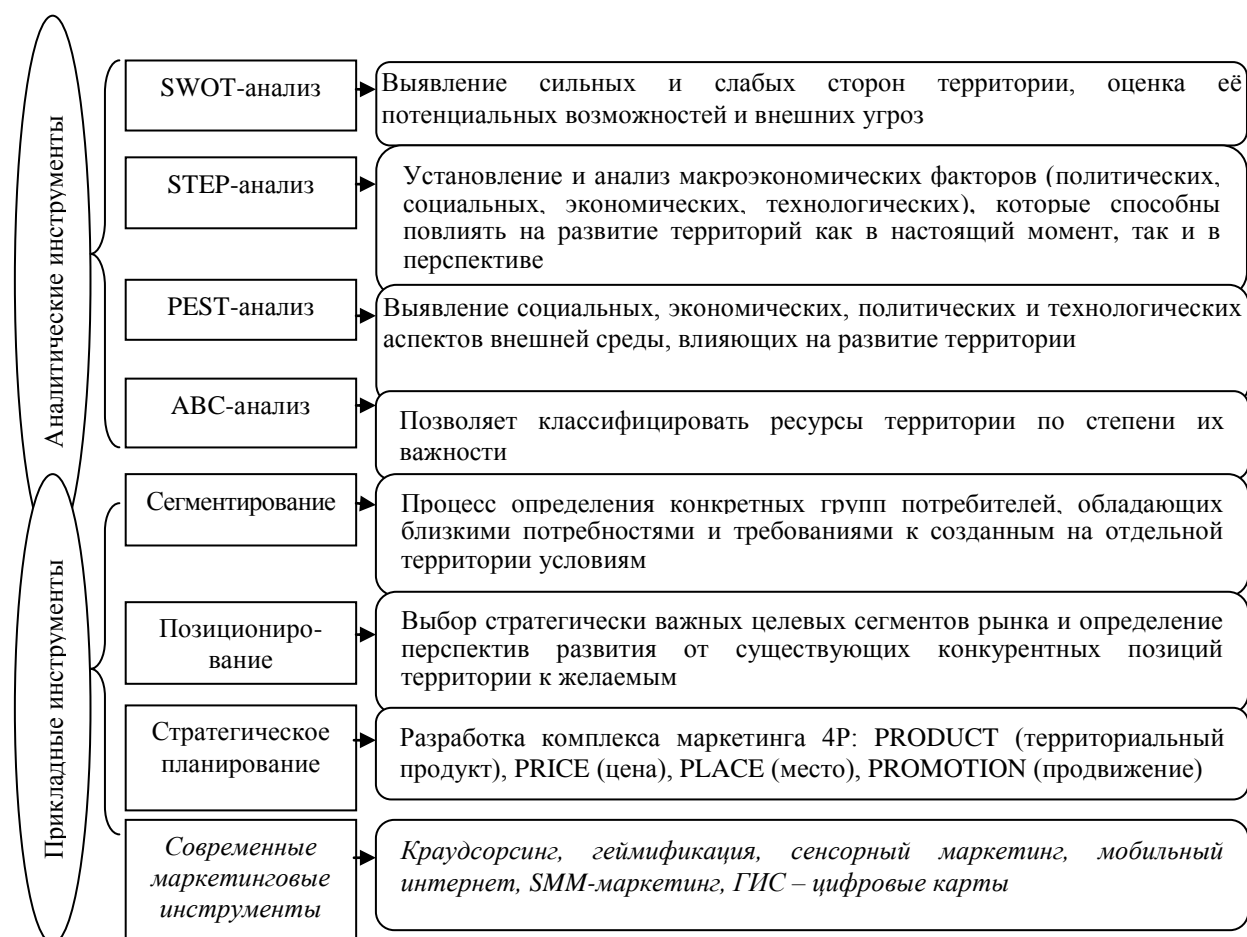 Аналитические инструменты
SWOT-анализ
Выявление сильных и слабых сторон территории, оценка её
потенциальных возможностей и внешних угроз
STEP-анализ
Установление и анализ макроэкономических факторов (политических,
социальных, экономических, технологических), которые способны
повлиять на развитие территорий как в настоящий момент, так и в
перспективе
PEST-анализ
Выявление социальных, экономических, политических и технологических
аспектов внешней среды, влияющих на развитие территории
ABC-анализ
Позволяет классифицировать ресурсы территории по степени их
важности
Прикладные инструменты
Сегментирование
Процесс определения конкретных групп потребителей, обладающих
близкими потребностями и требованиями к созданным на отдельной
территории условиям
Позициониро-
вание
Выбор стратегически важных целевых сегментов рынка и определение
перспектив развития от существующих конкурентных позиций
территории к желаемым
Стратегическое
планирование
Разработка комплекса маркетинга 4P: PRODUCT (территориальный
продукт), PRICE (цена), PLACE (место), PROMOTION (продвижение)
Современные
маркетинговые
инструменты
Краудсорсинг, геймификация, сенсорный маркетинг, мобильный
интернет, SMM-маркетинг, ГИС – цифровые карты